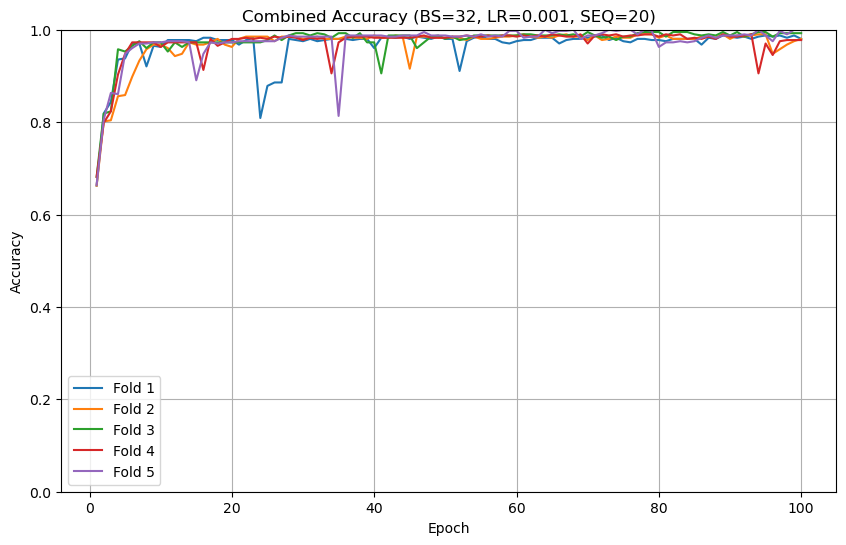 Combined Accuracy (BS=32, LR=0.001, SEQ=20)
1.0
0.8
0.6
0.4
0.2
0.0
Accuracy
Fold 1
Fold 2
Fold 3
Fold 4
Fold 5
0 20 40 60 80 100
Epoch